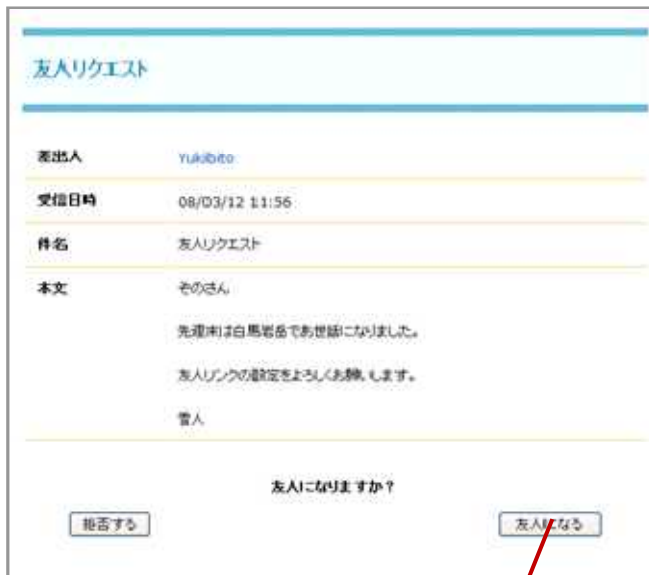 友人リクエスト
差出人 Yukibito
受信日時 08/03/12 11:56
件名 友人リクエスト
本文 そのさん
先週末は白馬岩岳でお世話になりました。
友人リンクの設定をよろしくお願いします。
雪人
友人になりますか？
拒否する 友人になる